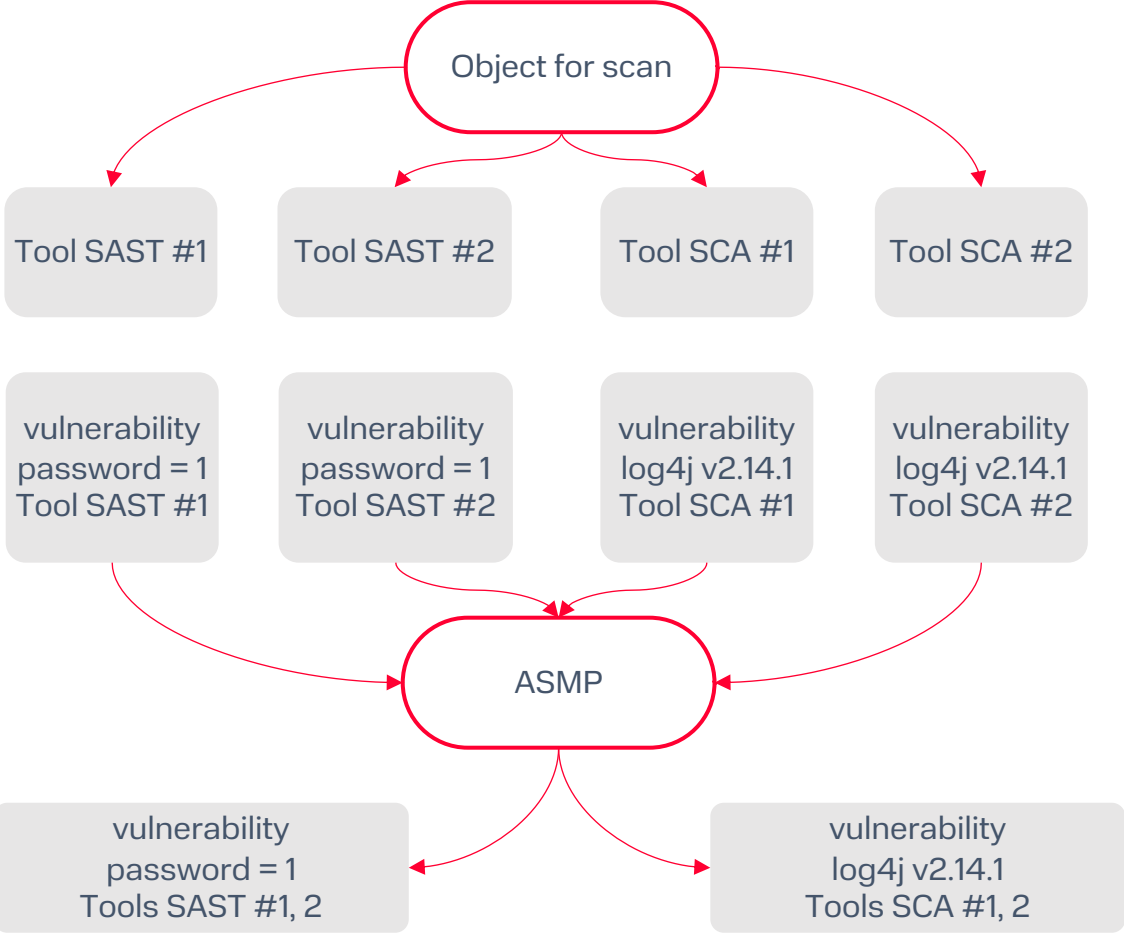 Object for scan
Tool SAST #1
Tool SAST #2
Tool SCA #1
Tool SCA #2
vulnerability
password = 1
Tool SAST #1
vulnerability
password = 1
Tool SAST #2
vulnerability
log4j v2.14.1
Tool SCA #1
vulnerability
log4j v2.14.1
Tool SCA #2
ASMP
vulnerability
password = 1
Tools SAST #1, 2
vulnerability
log4j v2.14.1
Tools SCA #1, 2